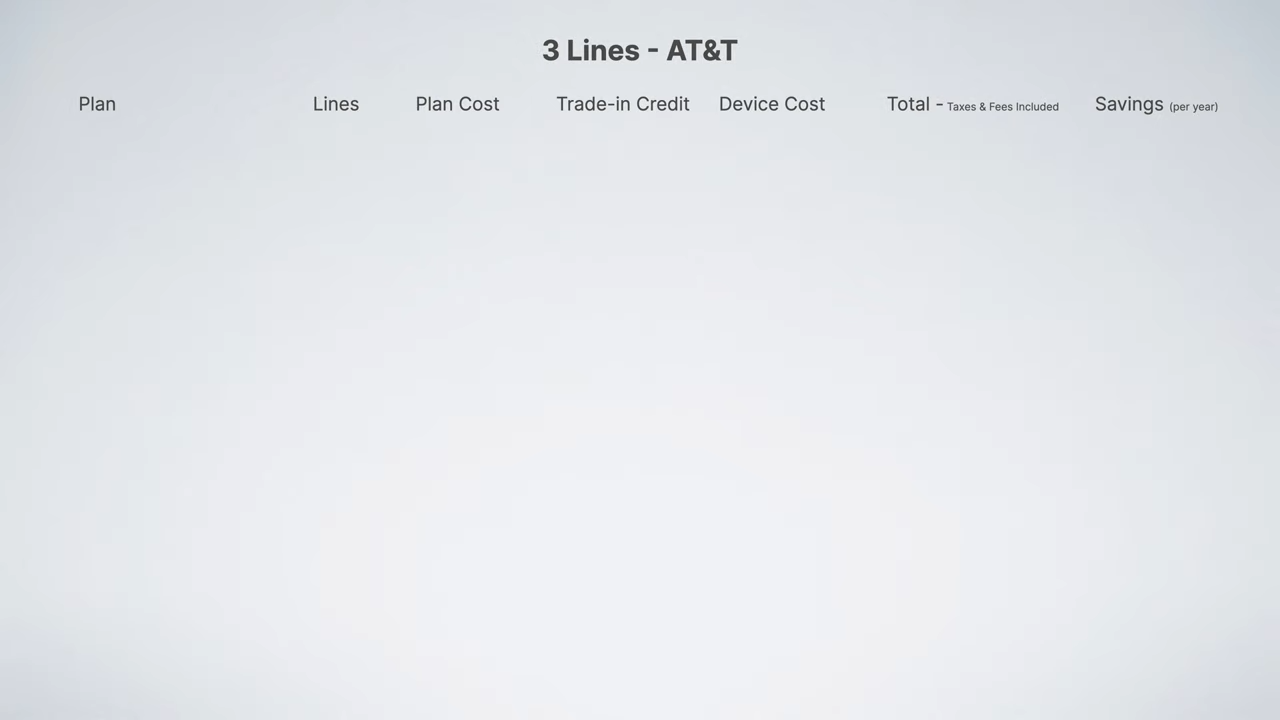 3 Lines - AT&T
Plan Lines Plan Cost Trade-in Credit Device Cost Total - Taxes & Fees Included Savings (per year)